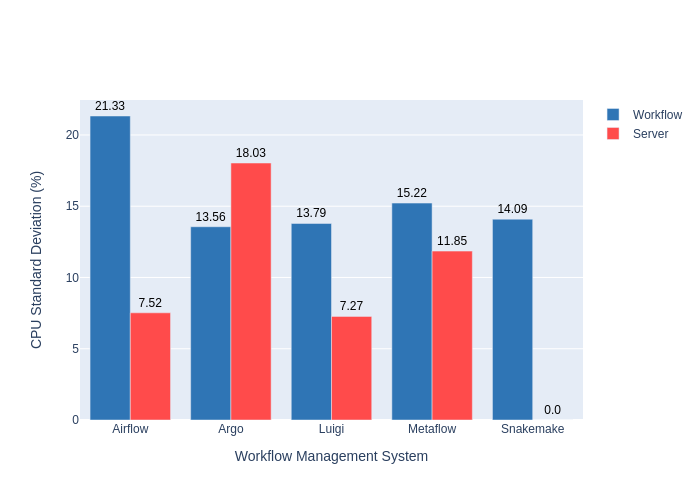 21.33
7.52
13.56
18.03
13.79
7.27
15.22
11.85
14.09
0.0
0
5
10
15
20
CPU Standard Deviation (%)
Airflow
Argo
Luigi
Metaflow
Snakemake
Workflow Management System
Workflow
Server